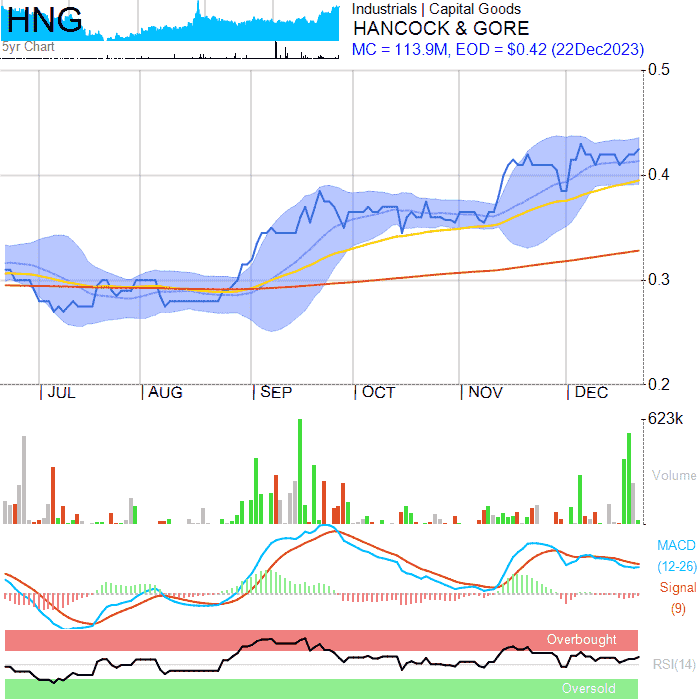 HNG
5yr Chart
Industrials | Capital Goods
HANCOCK & GORE
MC = 113.9M, EOD = $0.42 (22Dec2023)
0.5
0.4
0.3
0.2
JUL AUG SEP OCT NOV DEC
623k
Volume
MACD
(12-26)
Signal
(9)
Overbought
RSI(14)
Oversold